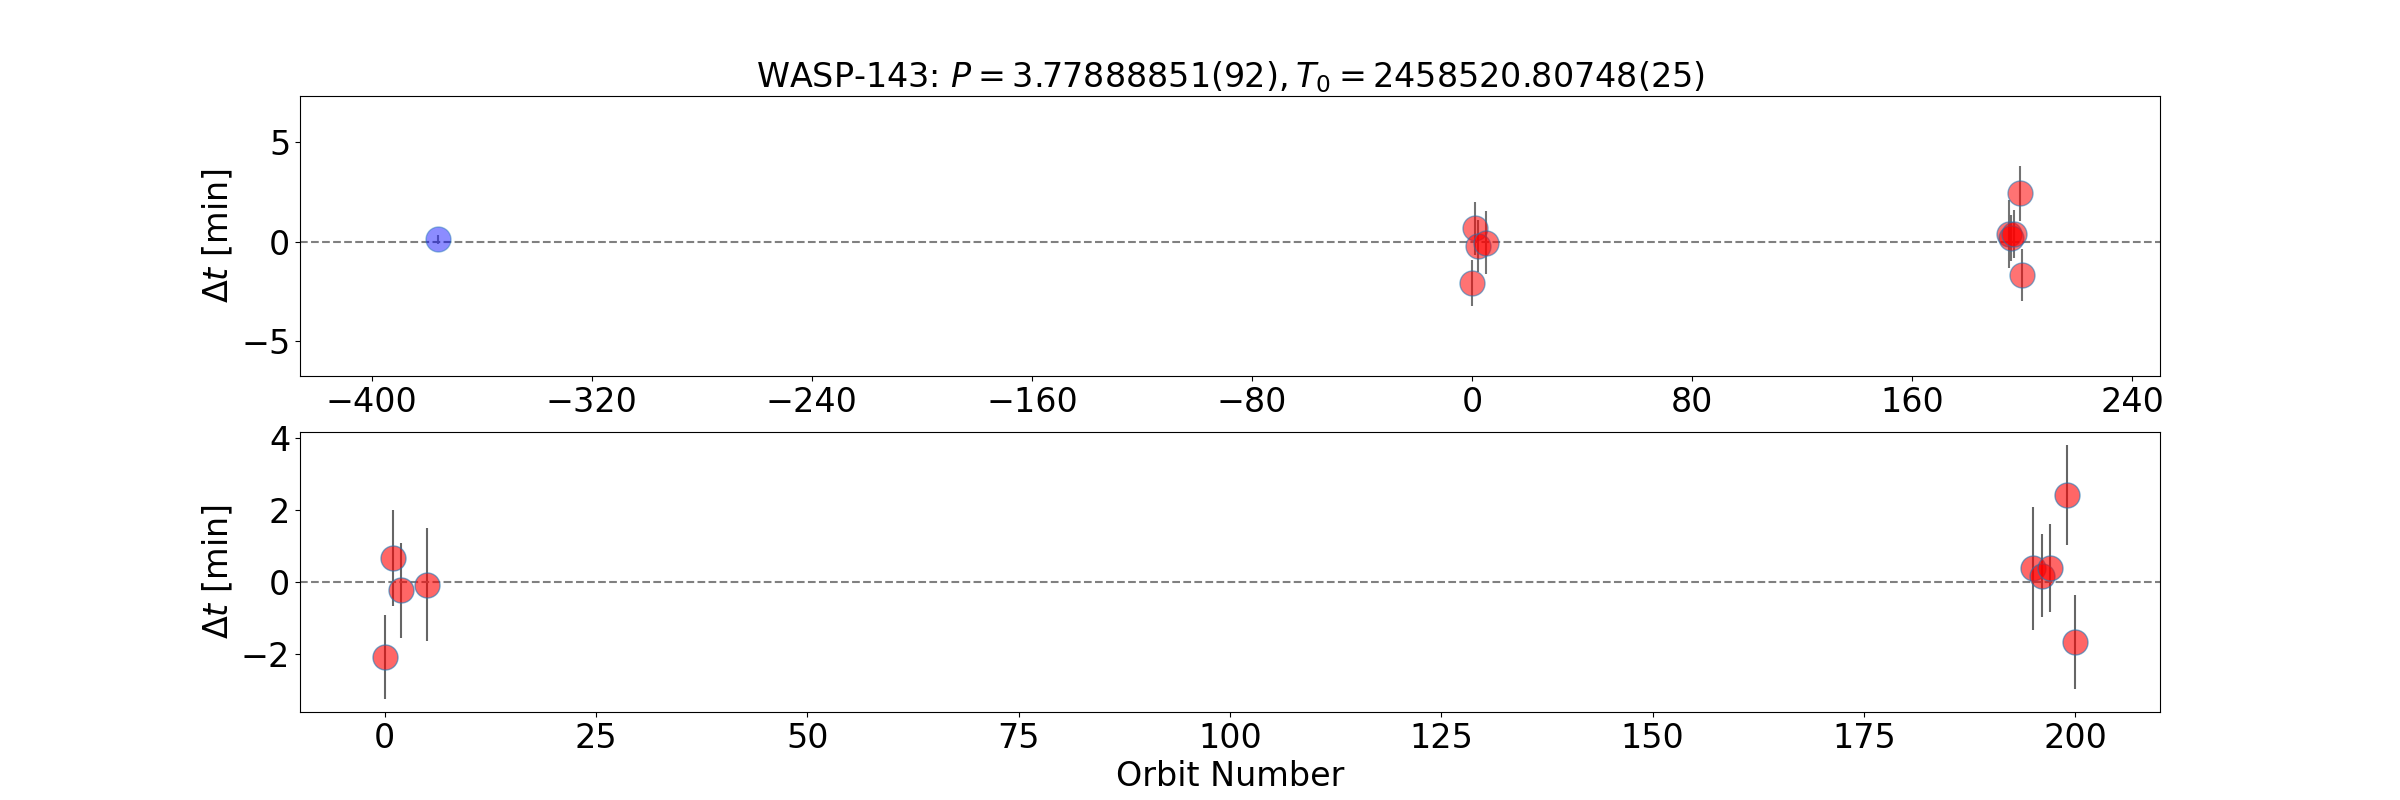 WASP-143: P = 3.77888851(92), T₀ = 2458520.80748(25)
Δt [min]
5
0
−5
−400 −320 −240 −160 −80 0 80 160 240
Δt [min]
4
2
0
−2
0 25 50 75 100 125 150 175 200
Orbit Number